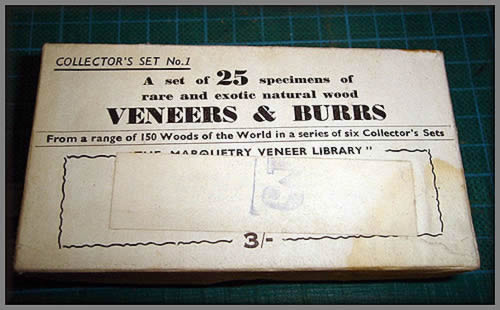 COLLECTOR'S SET No.1
A set of 25 specimens of
rare and exotic natural wood
VENEERS & BURRS
From a range of 150 Woods of the World in a series of six Collector's Sets
"THE MARQUETRY VENEER LIBRARY"
3/-